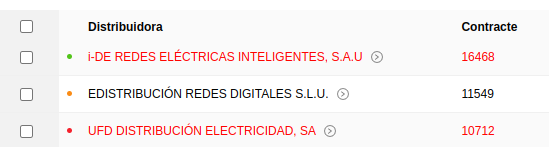 Distribuidora Contracte
i-DE REDES ELÉCTRICAS INTELIGENTES, S.A.U 16468
EDISTRIBUCIÓN REDES DIGITALES S.L.U. 11549
UFD DISTRIBUCIÓN ELECTRICIDAD, SA 10712